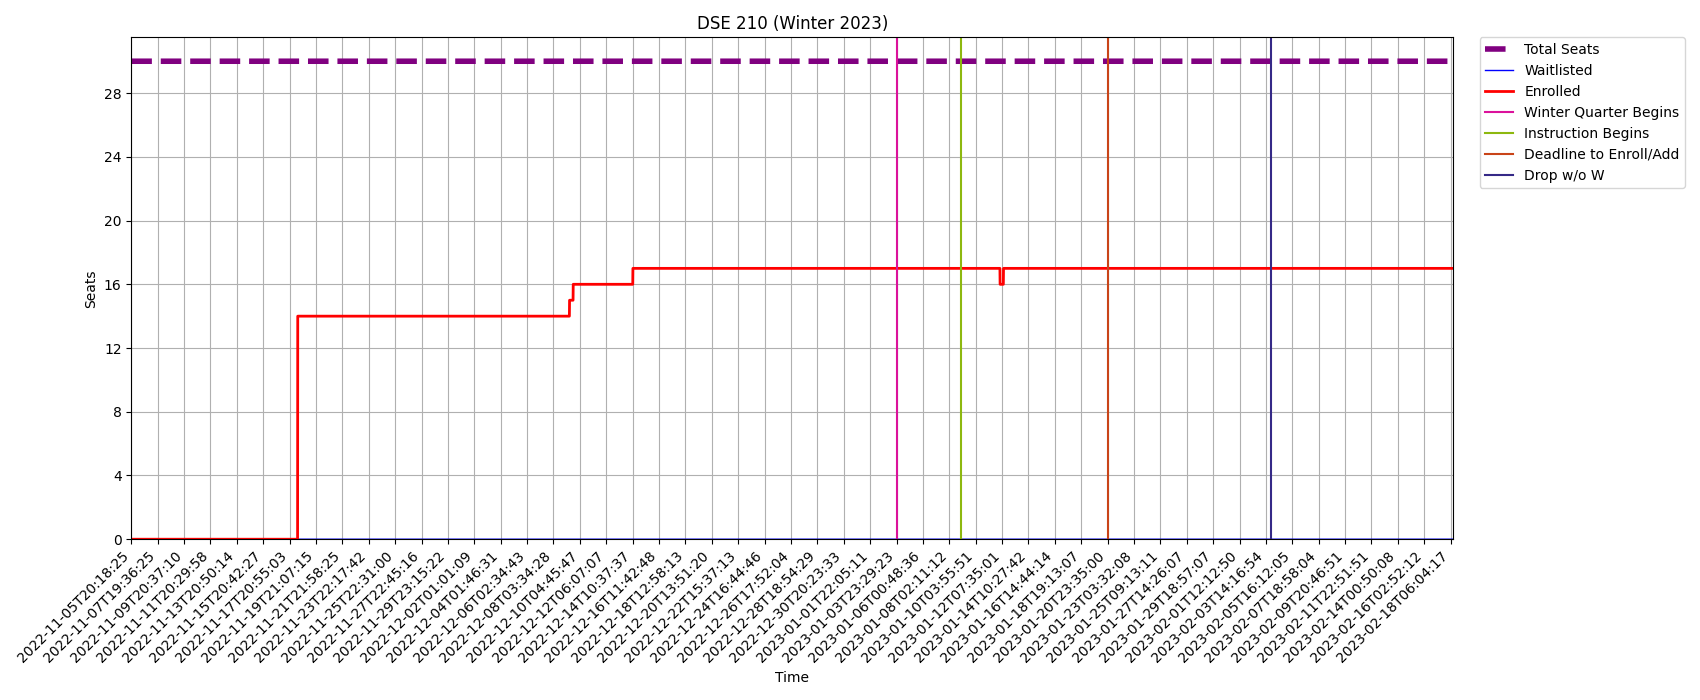 DSE 210 (Winter 2023)
Total Seats
Waitlisted
Enrolled
Winter Quarter Begins
Instruction Begins
Deadline to Enroll/Add
Drop w/o W
Seats
28
24
20
16
12
8
4
0
2022-11-05T20:18:25
2022-11-07T19:36:25
2022-11-09T20:37:10
2022-11-11T20:29:58
2022-11-13T20:50:14
2022-11-15T20:42:27
2022-11-17T20:55:03
2022-11-19T21:07:15
2022-11-21T21:58:25
2022-11-23T22:17:42
2022-11-25T22:31:00
2022-11-27T22:45:16
2022-11-29T23:15:22
2022-12-02T01:01:09
2022-12-04T01:46:31
2022-12-06T02:34:43
2022-12-08T03:34:28
2022-12-10T04:45:47
2022-12-12T06:07:07
2022-12-14T10:37:37
2022-12-16T11:42:48
2022-12-18T12:58:13
2022-12-20T13:51:20
2022-12-22T15:37:13
2022-12-24T16:44:46
2022-12-26T17:52:04
2022-12-28T18:54:29
2022-12-30T20:23:33
2023-01-01T22:05:11
2023-01-03T23:29:23
2023-01-06T00:48:36
2023-01-08T02:11:12
2023-01-10T03:55:51
2023-01-12T07:35:01
2023-01-14T10:27:42
2023-01-16T14:44:14
2023-01-18T19:13:07
2023-01-20T23:35:00
2023-01-23T03:32:08
2023-01-25T09:13:11
2023-01-27T14:26:07
2023-01-29T18:57:07
2023-02-01T12:12:50
2023-02-03T14:16:54
2023-02-05T16:12:05
2023-02-07T18:58:04
2023-02-09T20:46:51
2023-02-11T22:51:51
2023-02-14T00:50:08
2023-02-16T02:52:12
2023-02-18T06:04:17
Time